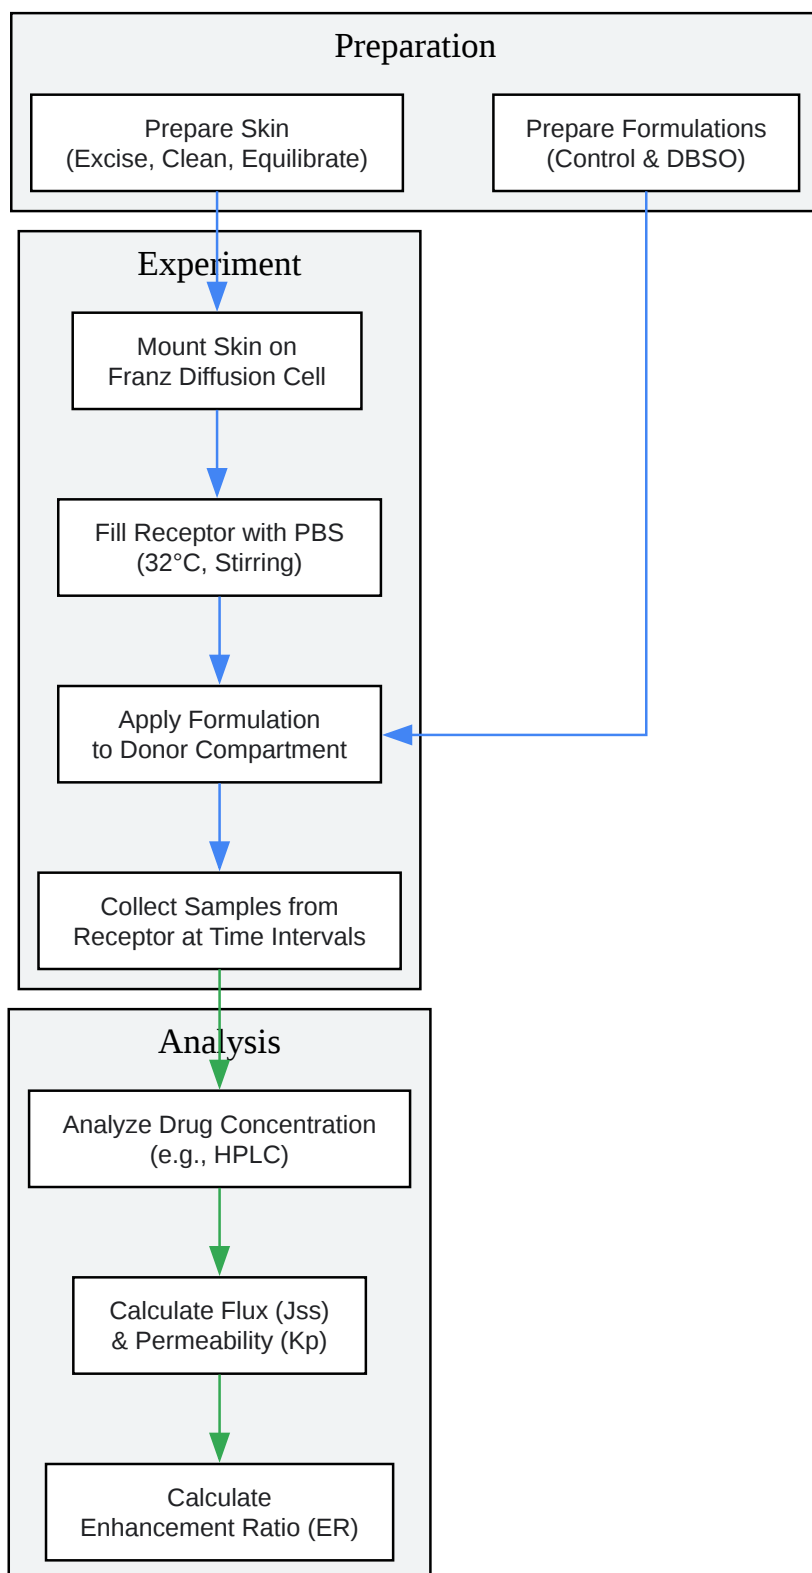 Preparation
Prepare Skin
(Excise, Clean, Equilibrate)
Prepare Formulations
(Control & DBSO)
Experiment
Mount Skin on
Franz Diffusion Cell
Fill Receptor with PBS
(32°C, Stirring)
Apply Formulation
to Donor Compartment
Collect Samples from
Receptor at Time Intervals
Analysis
Analyze Drug Concentration
(e.g., HPLC)
Calculate Flux (Jss)
& Permeability (Kp)
Calculate
Enhancement Ratio (ER)